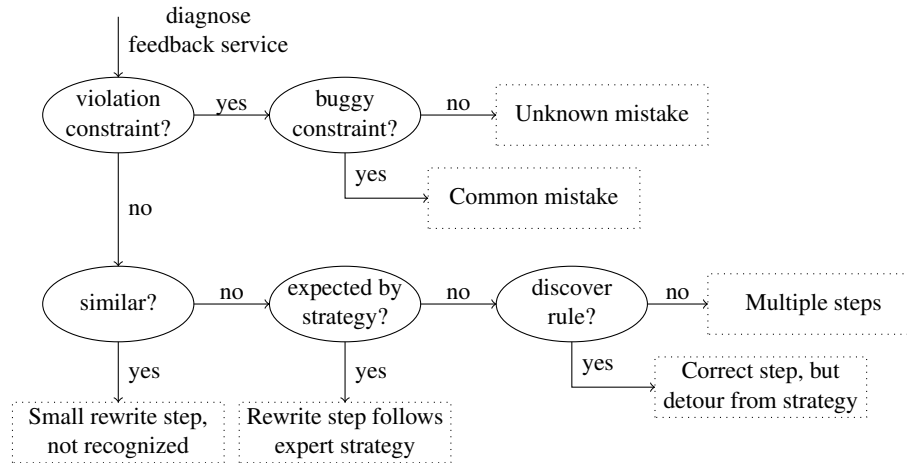 diagnose
feedback service
violation
constraint?
yes
buggy
constraint?
no
Unknown mistake
yes
Common mistake
no
similar?
no
expected by
strategy?
no
discover
rule?
no
Multiple steps
yes
Small rewrite step,
not recognized
yes
Rewrite step follows
expert strategy
yes
Correct step, but
detour from strategy